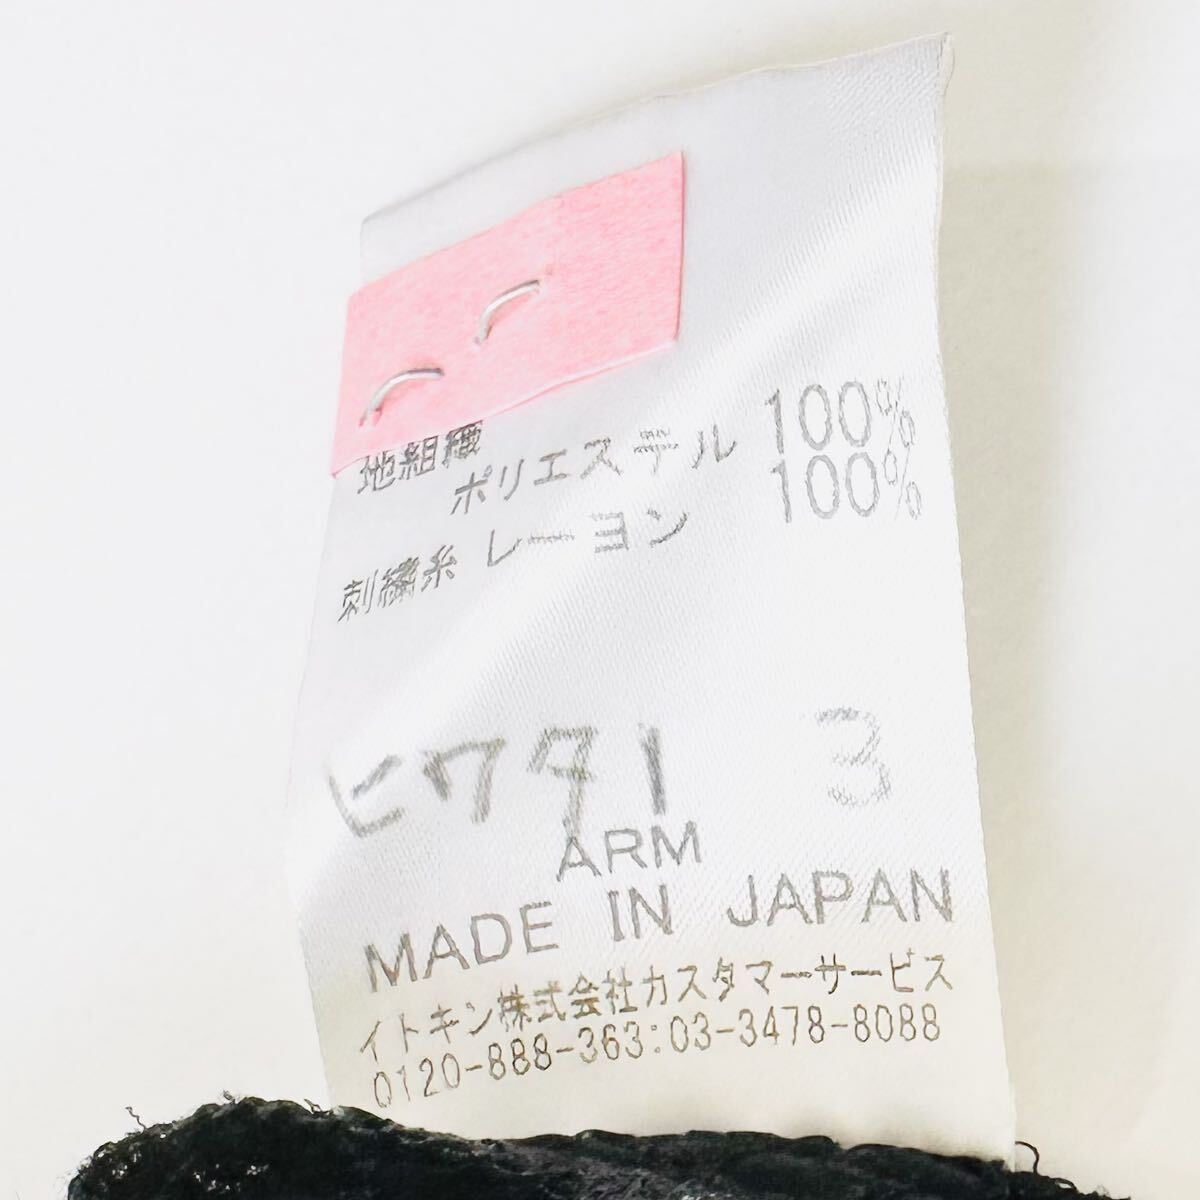 地組織
ポリエステル 100%
刺繍糸 レーヨン 100%
ヒワタ1 3
ARM
MADE IN JAPAN
イトキン株式会社カスタマーサービス
0120-888-363:03-3478-8088